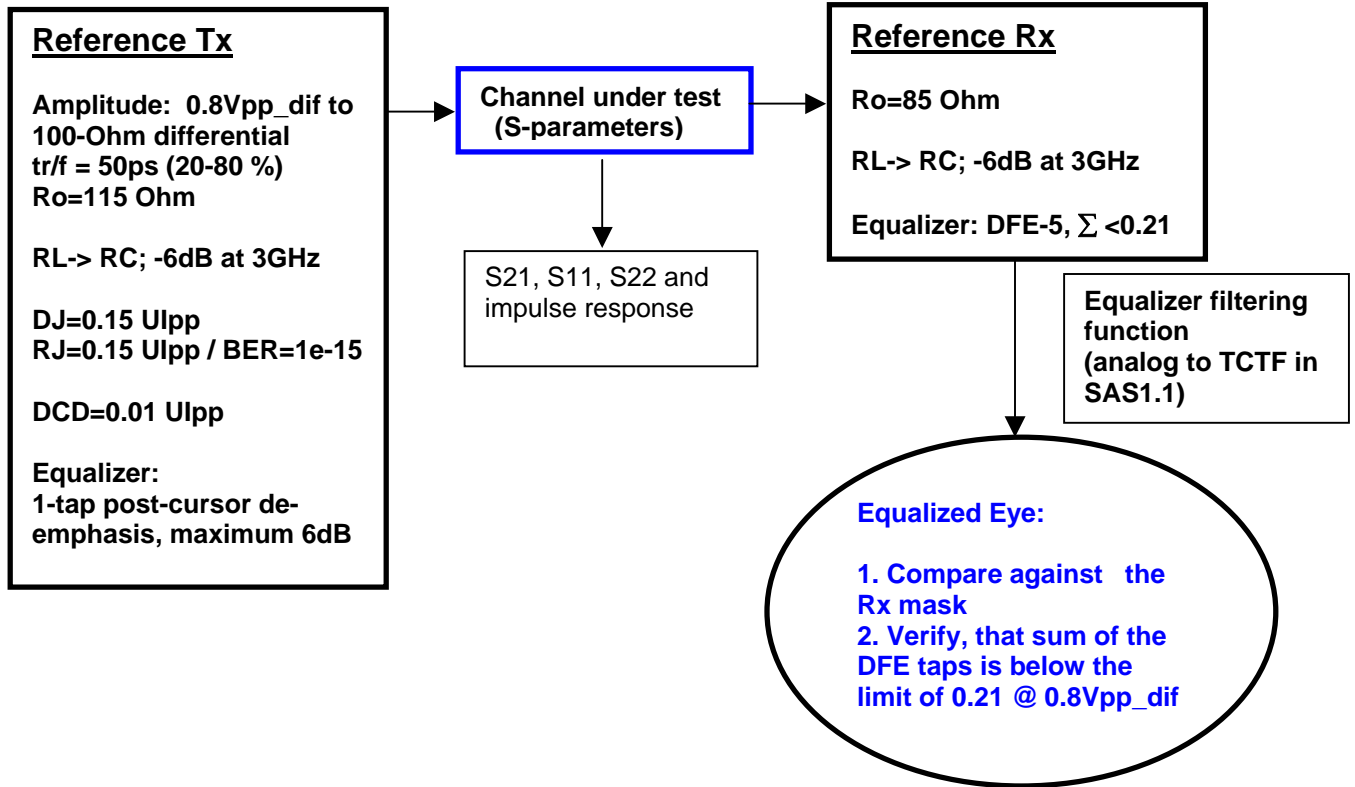 Reference Tx
Amplitude: 0.8Vpp_dif to
100-Ohm differential
tr/f = 50ps (20-80 %)
Ro=115 Ohm
RL-> RC; -6dB at 3GHz
DJ=0.15 UIpp
RJ=0.15 UIpp / BER=1e-15
DCD=0.01 UIpp
Equalizer:
1-tap post-cursor de-
emphasis, maximum 6dB
Channel under test
(S-parameters)
S21, S11, S22 and
impulse response
Reference Rx
Ro=85 Ohm
RL-> RC; -6dB at 3GHz
Equalizer: DFE-5, ∑ <0.21
Equalizer filtering
function
(analog to TCTF in
SAS1.1)
Equalized Eye:
1. Compare against the
Rx mask
2. Verify, that sum of the
DFE taps is below the
limit of 0.21 @ 0.8Vpp_dif